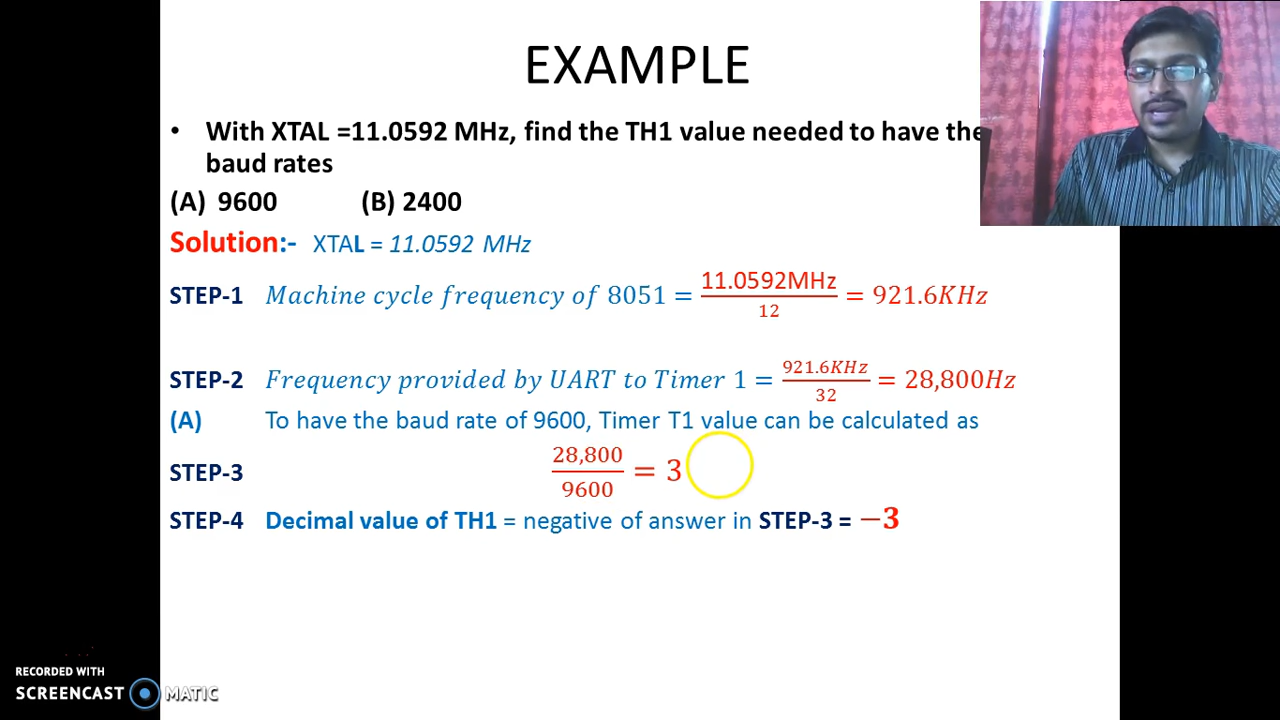 EXAMPLE
• With XTAL =11.0592 MHz, find the TH1 value needed to have the
baud rates
(A) 9600 (B) 2400
Solution:- XTAL = 11.0592 MHz
STEP-1 Machine cycle frequency of 8051 = 11.0592MHz / 12 = 921.6KHz
STEP-2 Frequency provided by UART to Timer 1 = 921.6KHz / 32 = 28,800Hz
(A) To have the baud rate of 9600, Timer T1 value can be calculated as
STEP-3 28,800 / 9600 = 3
STEP-4 Decimal value of TH1 = negative of answer in STEP-3 = −3
RECORDED WITH
SCREENCAST MATIC